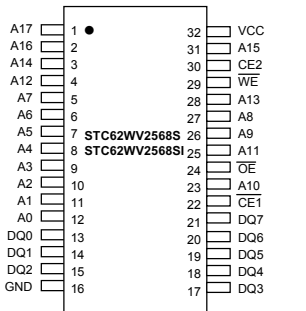 A17 1 32 VCC
A16 2 31 A15
A14 3 30 CE2
A12 4 29 W̅E̅
A7 5 28 A13
A6 6 27 A8
A5 7 STC62WV2568S 26 A9
A4 8 STC62WV2568SI 25 A11
A3 9 24 O̅E̅
A2 10 23 A10
A1 11 22 C̅E̅1̅
A0 12 21 DQ7
DQ0 13 20 DQ6
DQ1 14 19 DQ5
DQ2 15 18 DQ4
GND 16 17 DQ3